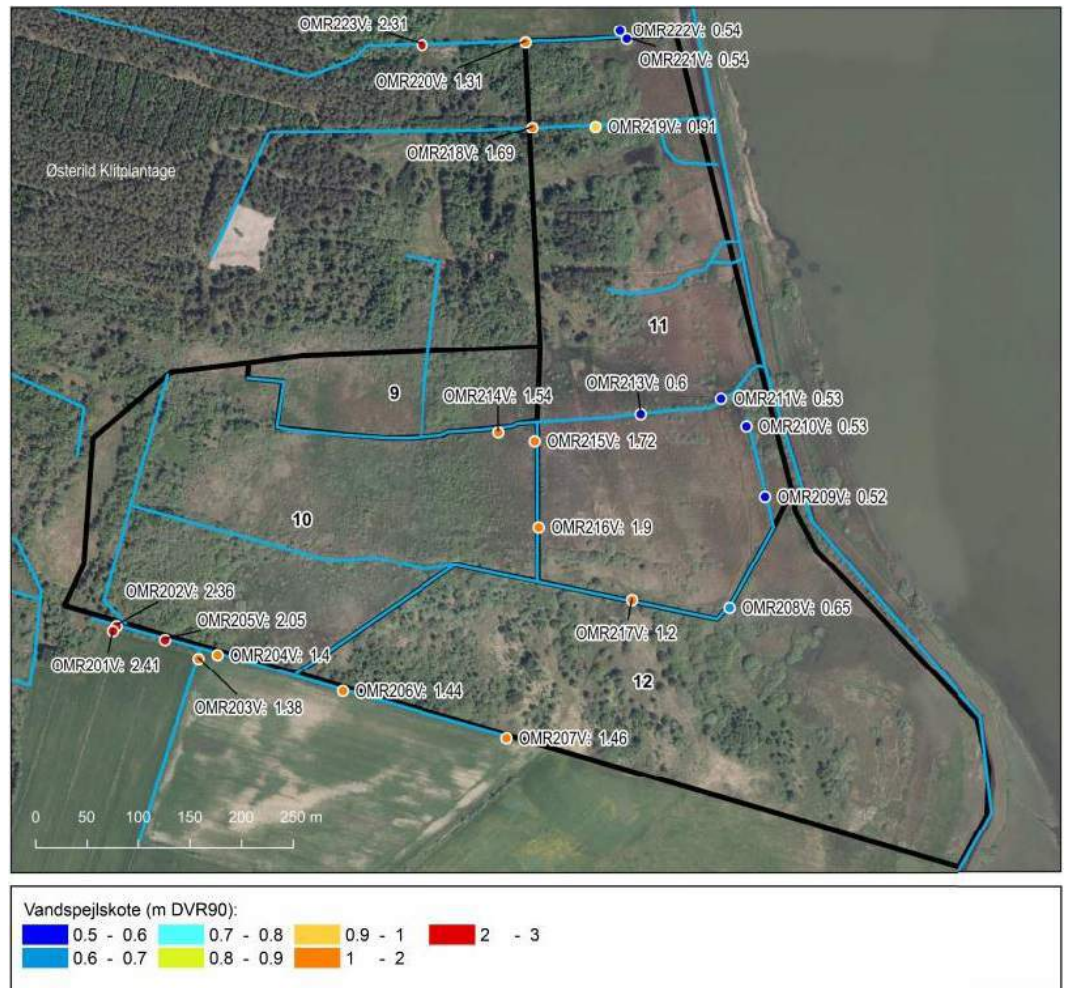 OMR223V: 2.31
OMR222V: 0.54
OMR221V: 0.54
OMR220V: 1.31
OMR219V: 0.91
OMR218V: 1.69
Østerild Klitplantage
11
9
OMR213V: 0.6
OMR214V: 1.54
OMR211V: 0.53
OMR210V: 0.53
OMR215V: 1.72
OMR209V: 0.52
10
OMR216V: 1.9
OMR202V: 2.36
OMR205V: 2.05
OMR208V: 0.65
OMR217V: 1.2
OMR204V: 1.4
OMR201V: 2.41
12
OMR206V: 1.44
OMR203V: 1.38
OMR207V: 1.46
0 50 100 150 200 250 m
Vandspejlskote (m DVR90):
0.5 - 0.6 0.7 - 0.8 0.9 - 1 2 - 3
0.6 - 0.7 0.8 - 0.9 1 - 2